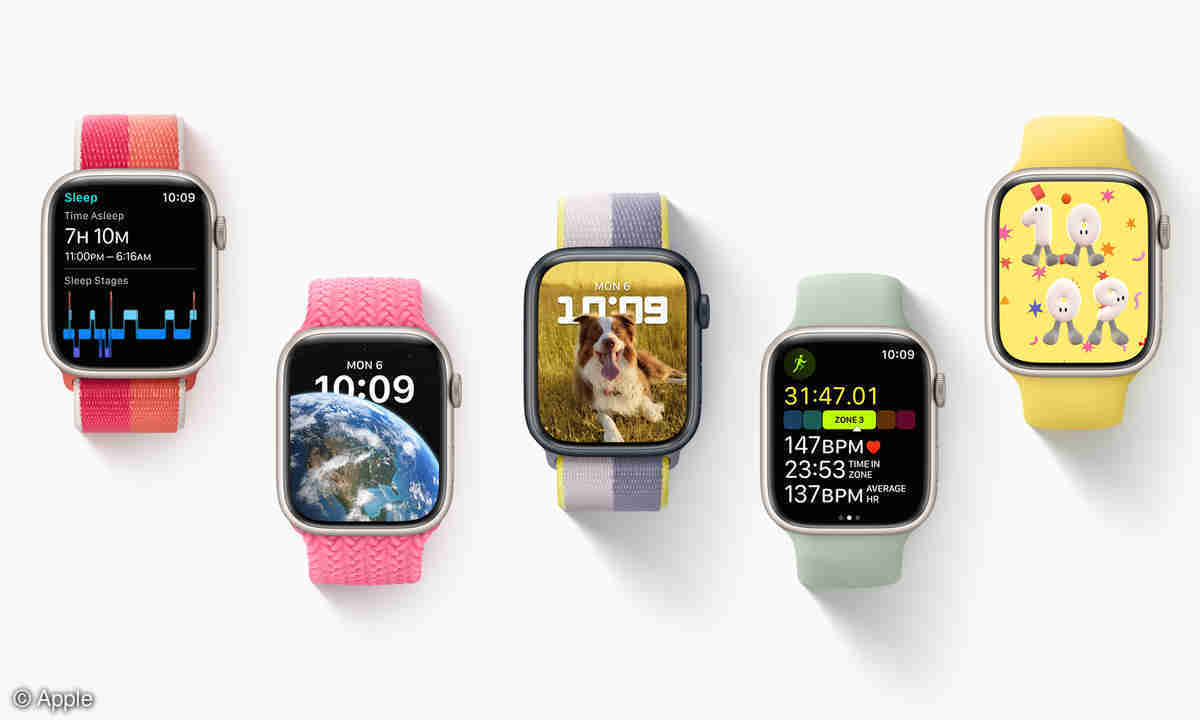 Sleep 10:09
Time Asleep
7H 10M
11:00PM – 6:16AM
Sleep Stages
MON 6
10:09
MON 6
10:09
10:09
31:47.01
ZONE 3
147BPM
23:53 TIME IN
ZONE
137BPM AVERAGE
HR
10
09
© Apple